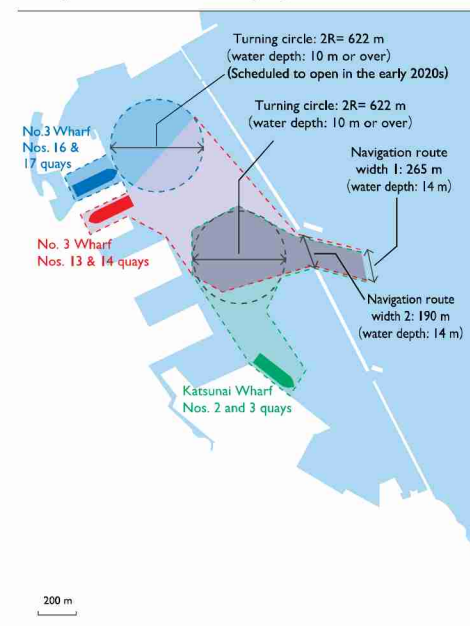 Turning circle: 2R= 622 m
(water depth: 10 m or over)
(Scheduled to open in the early 2020s)
Turning circle: 2R= 622 m
(water depth: 10 m or over)
No.3 Wharf
Nos. 16 &
17 quays
Navigation route
width 1: 265 m
(water depth: 14 m)
No. 3 Wharf
Nos. 13 & 14 quays
Navigation route
width 2: 190 m
(water depth: 14 m)
Katsunai Wharf
Nos. 2 and 3 quays
200 m